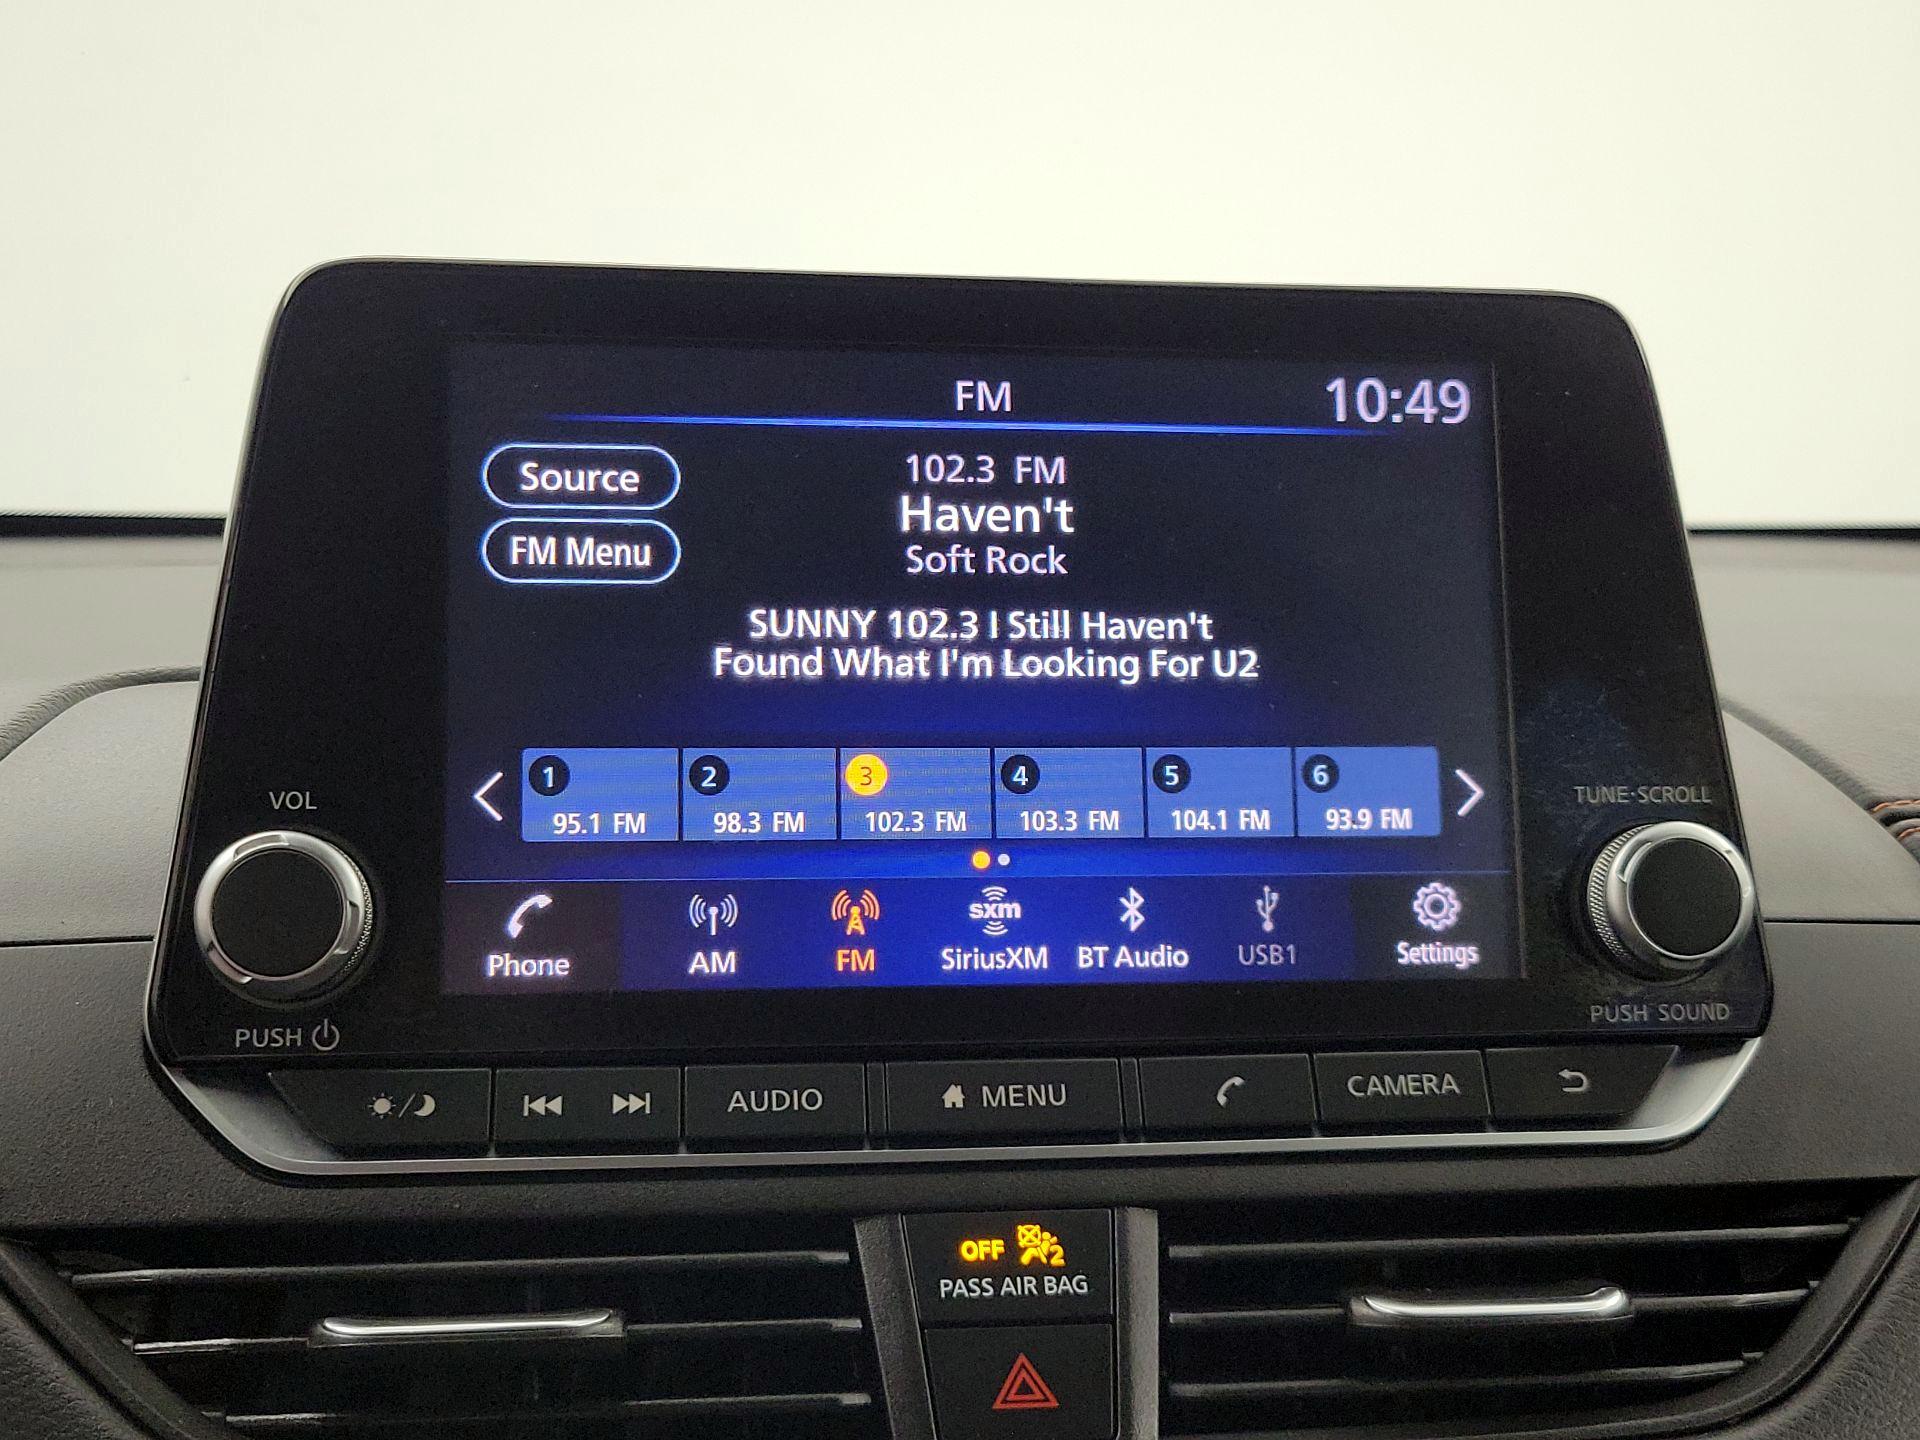 FM
10:49
Source
FM Menu
102.3 FM
Haven't
Soft Rock
SUNNY 102.3 I Still Haven't
Found What I'm Looking For U2
1 2 3 4 5 6
95.1 FM 98.3 FM 102.3 FM 103.3 FM 104.1 FM 93.9 FM
sxm
Phone AM FM SiriusXM BT Audio USB1 Settings
VOL
PUSH
TUNE·SCROLL
PUSH SOUND
AUDIO MENU CAMERA
OFF 2
PASS AIR BAG